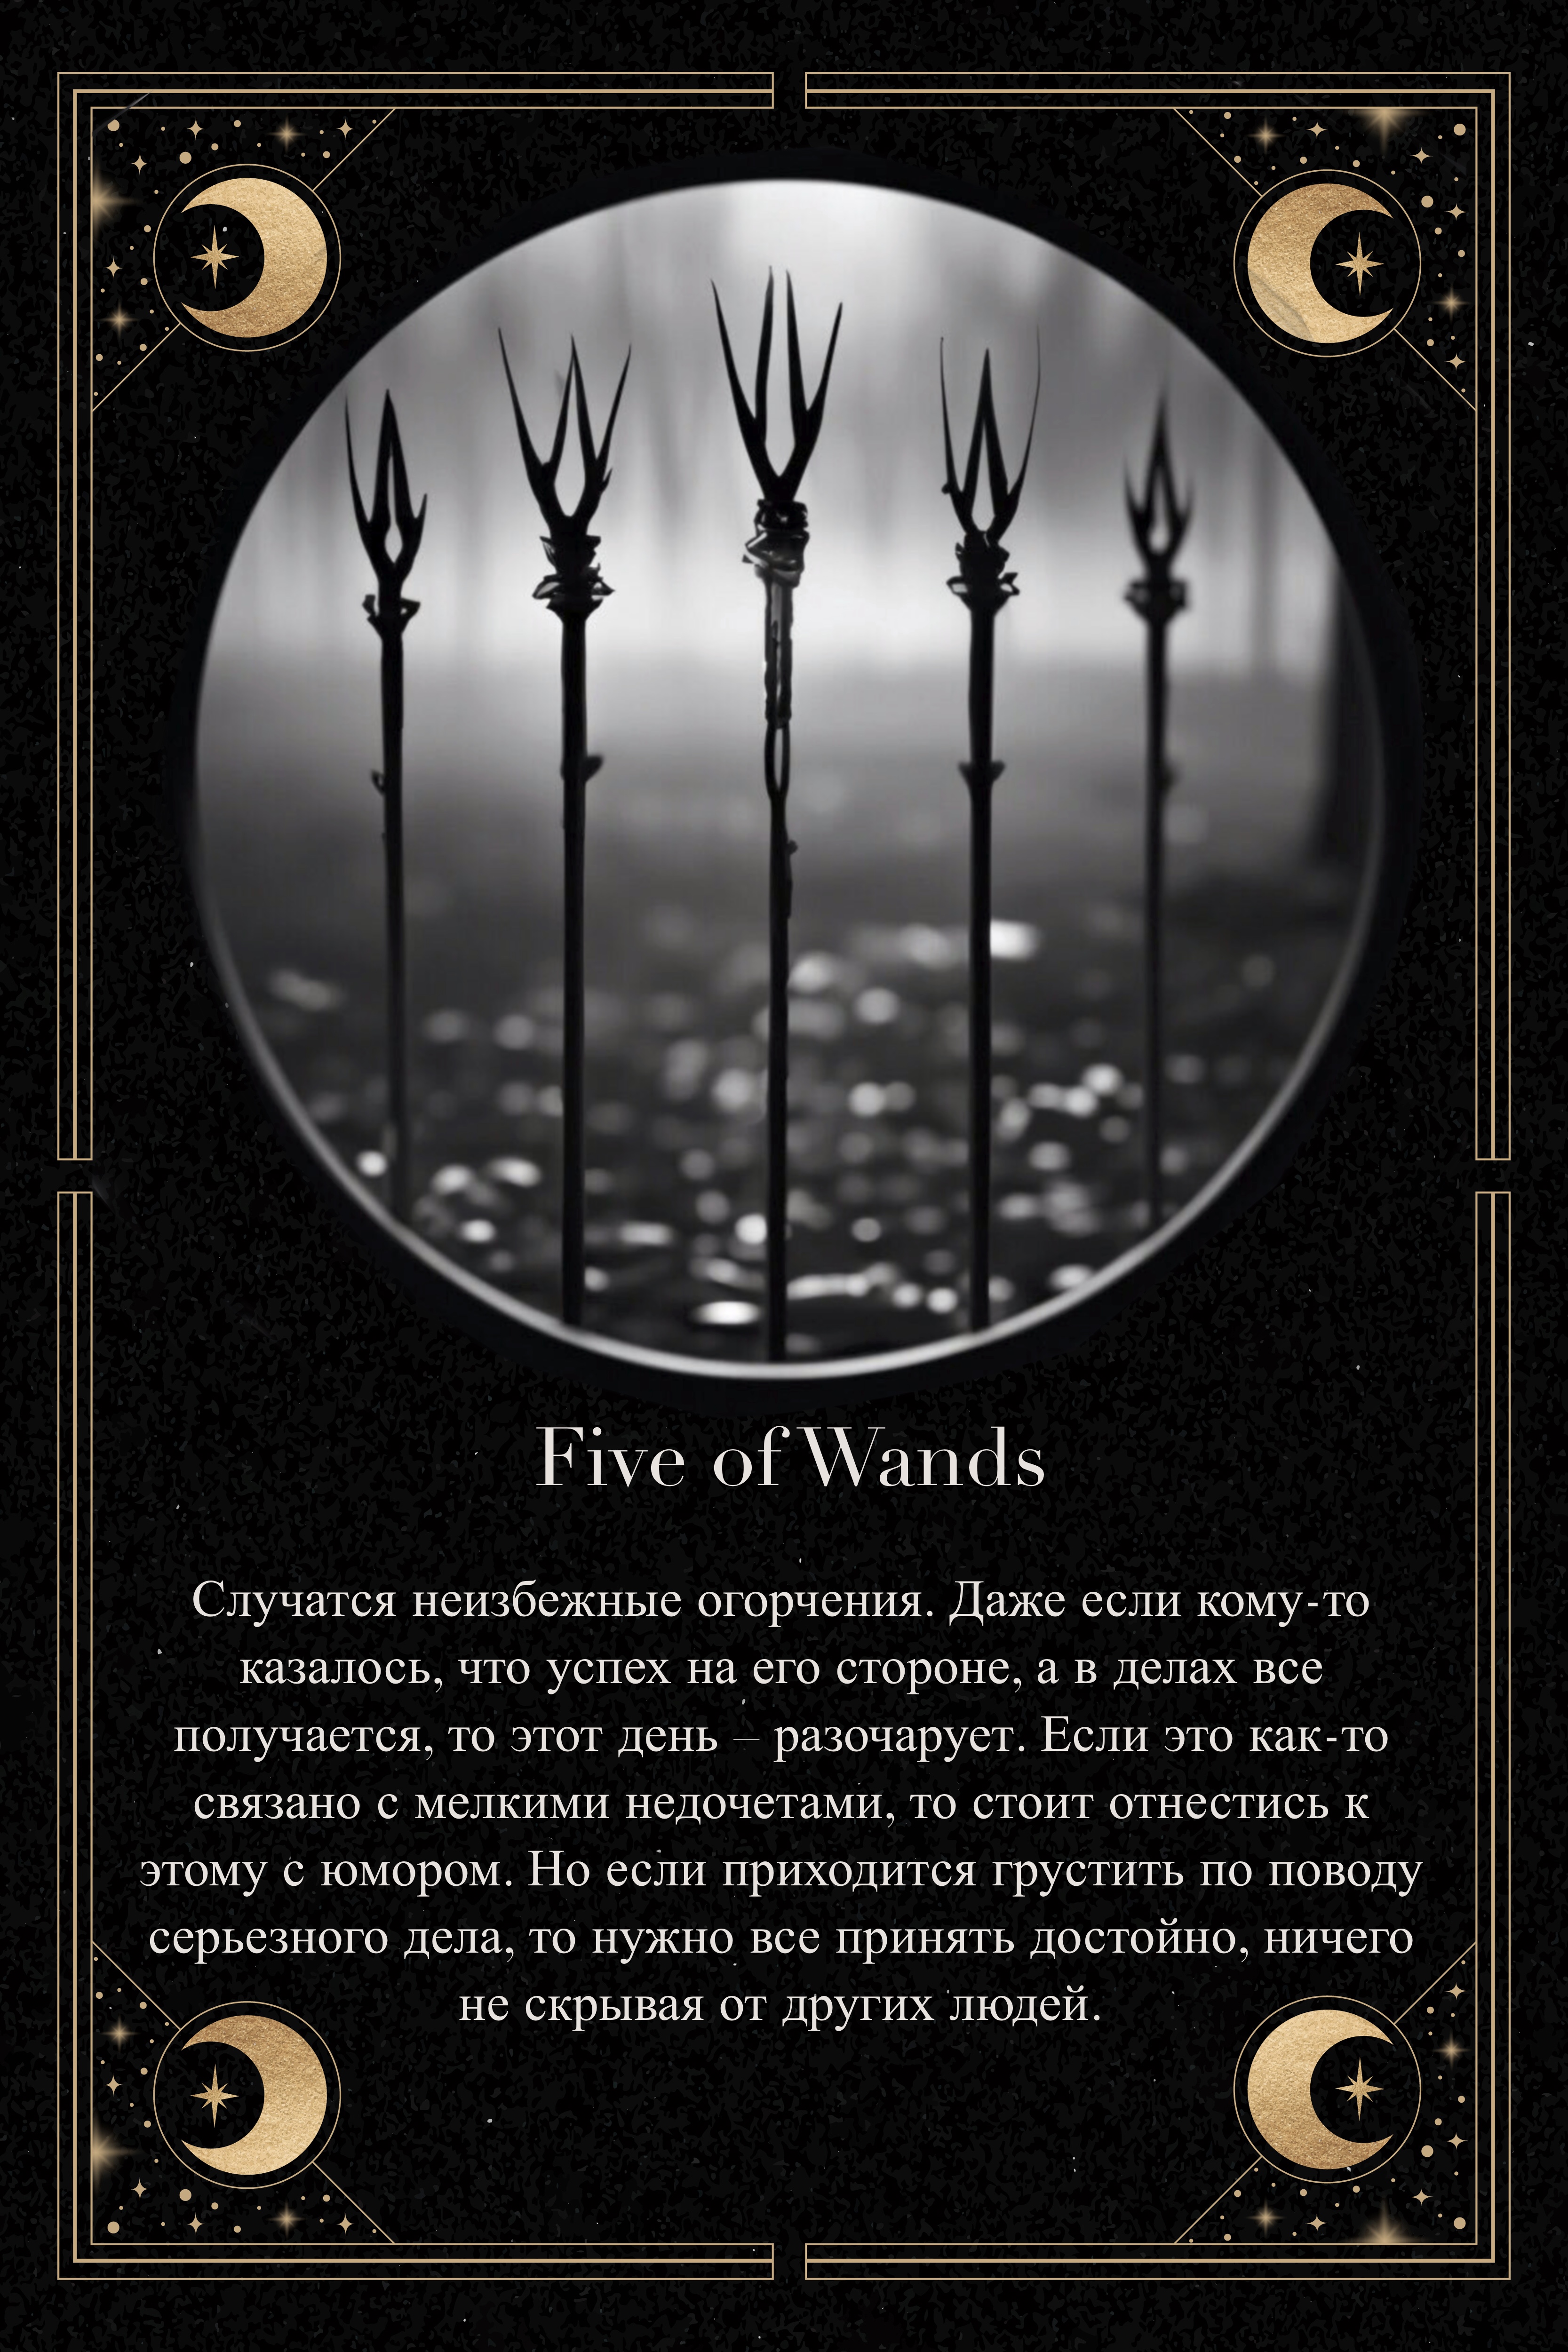 Five of Wands
Случатся неизбежные огорчения. Даже если кому-то
казалось, что успех на его стороне, а в делах все
получается, то этот день – разочарует. Если это как-то
связано с мелкими недочетами, то стоит отнестись к
этому с юмором. Но если приходится грустить по поводу
серьезного дела, то нужно все принять достойно, ничего
не скрывая от других людей.